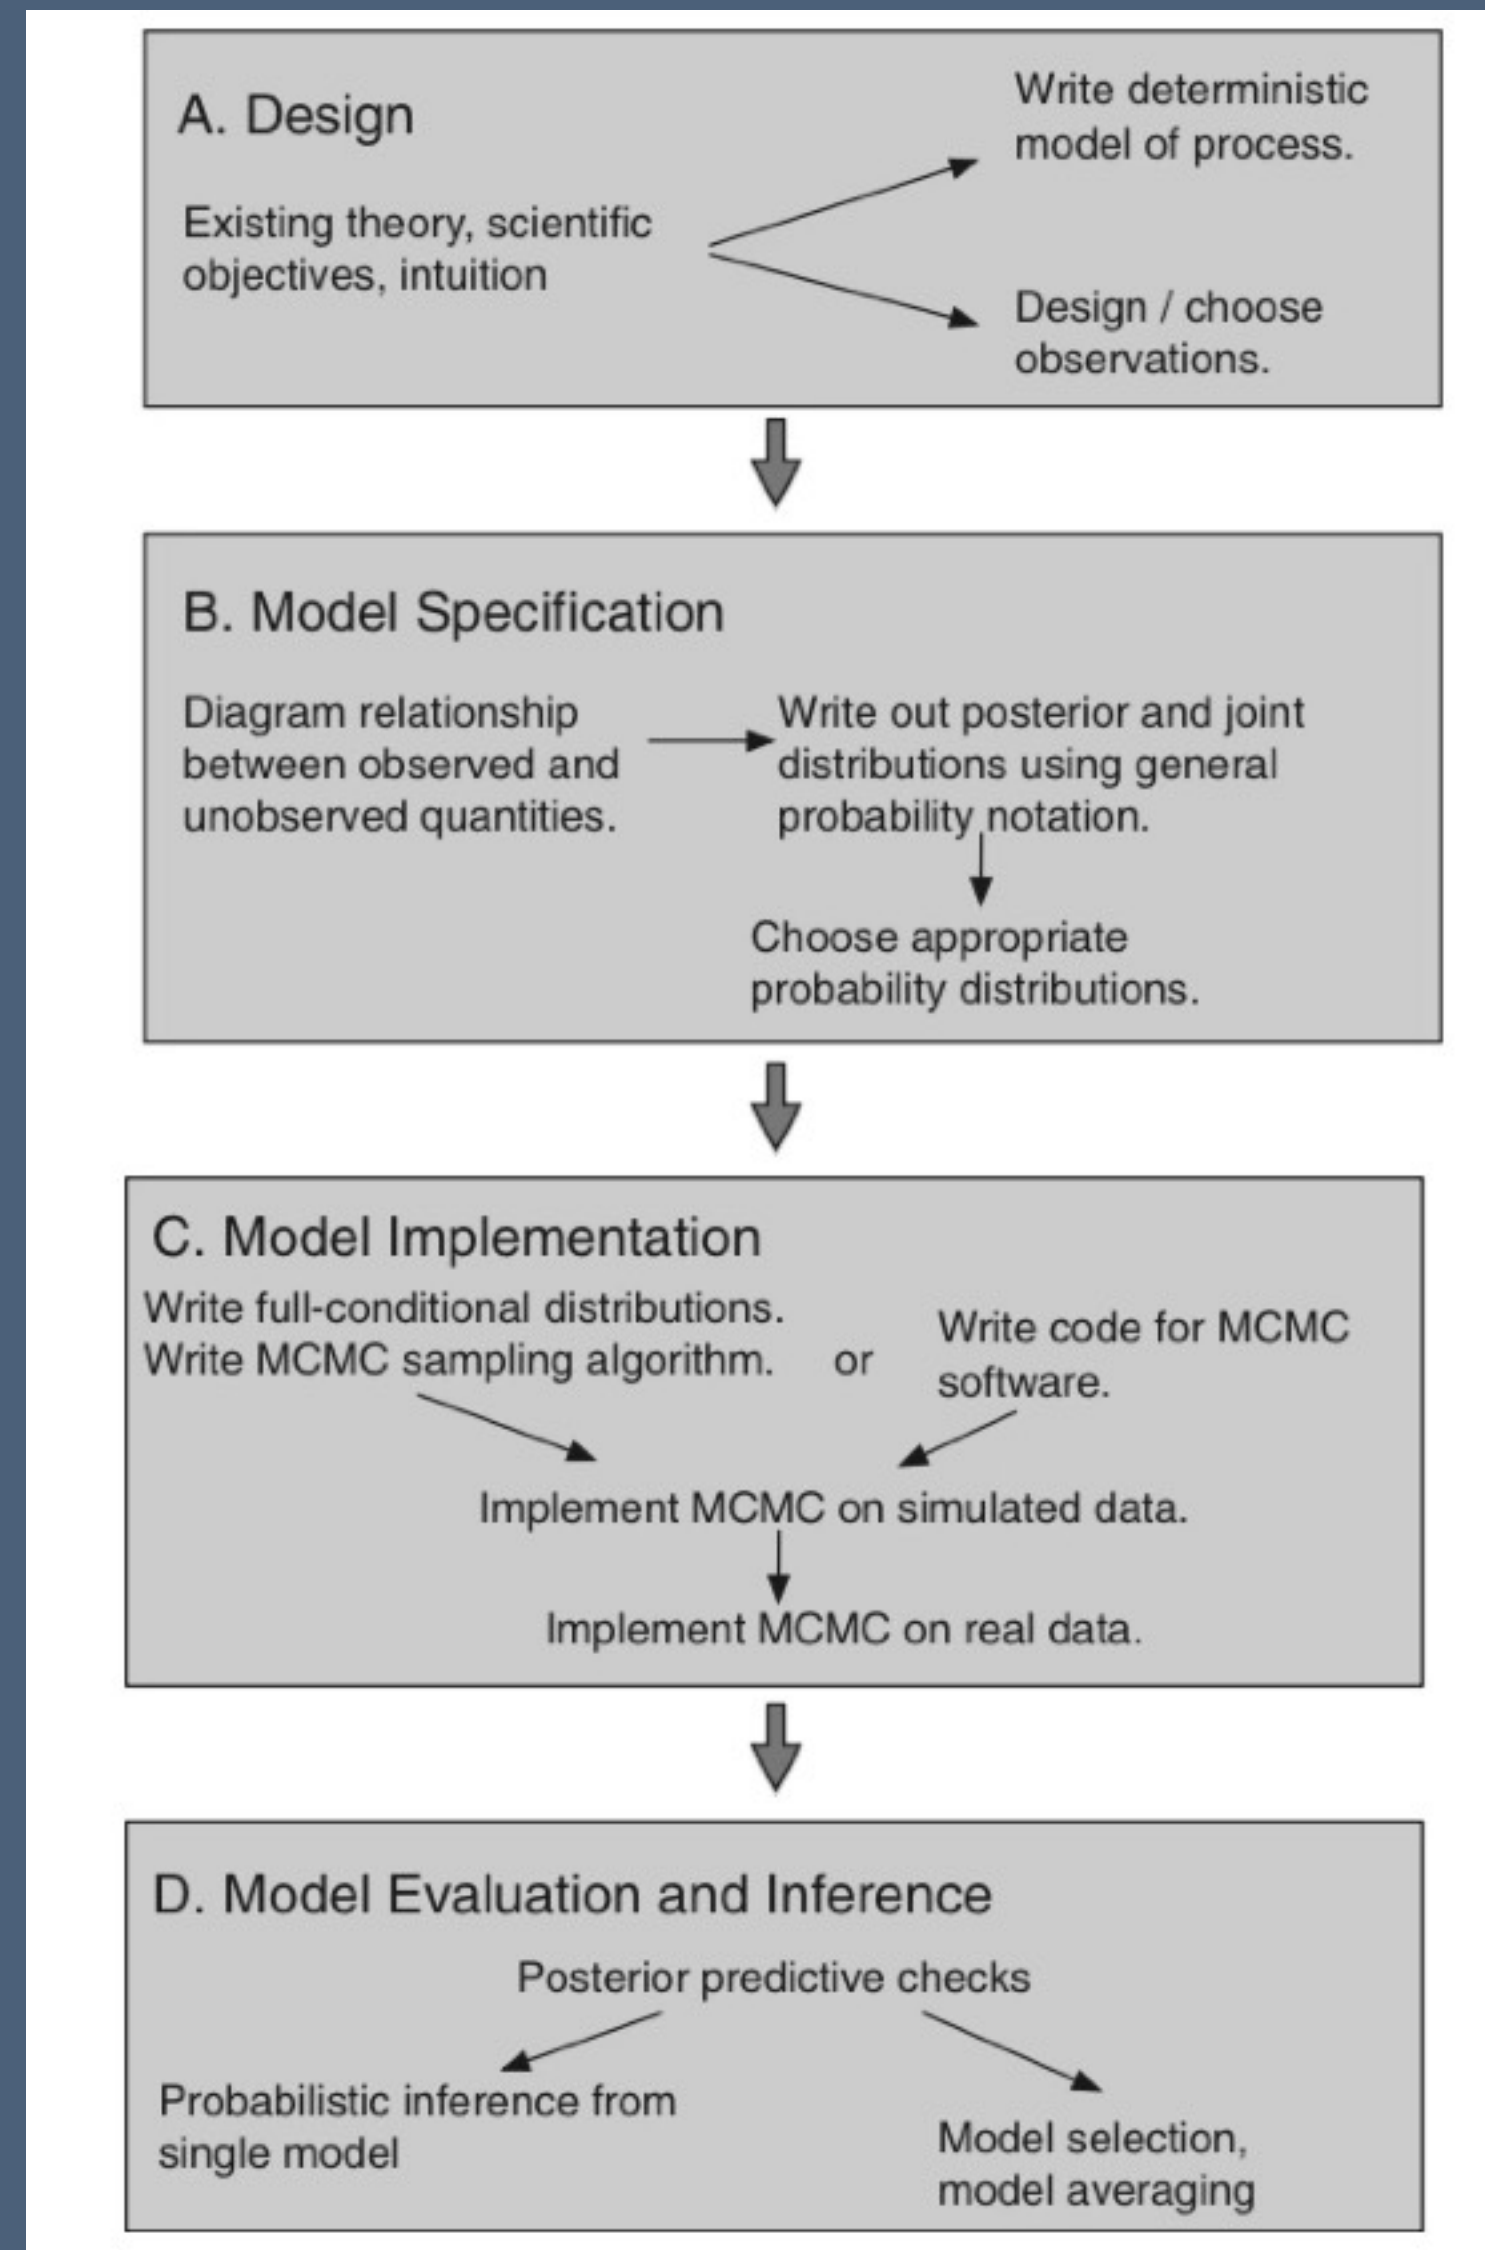 A. Design
Existing theory, scientific
objectives, intuition
Write deterministic
model of process.
Design / choose
observations.
B. Model Specification
Diagram relationship
between observed and
unobserved quantities.
Write out posterior and joint
distributions using general
probability notation.
Choose appropriate
probability distributions.
C. Model Implementation
Write full-conditional distributions.
Write MCMC sampling algorithm.
or
Write code for MCMC
software.
Implement MCMC on simulated data.
Implement MCMC on real data.
D. Model Evaluation and Inference
Posterior predictive checks
Probabilistic inference from
single model
Model selection,
model averaging